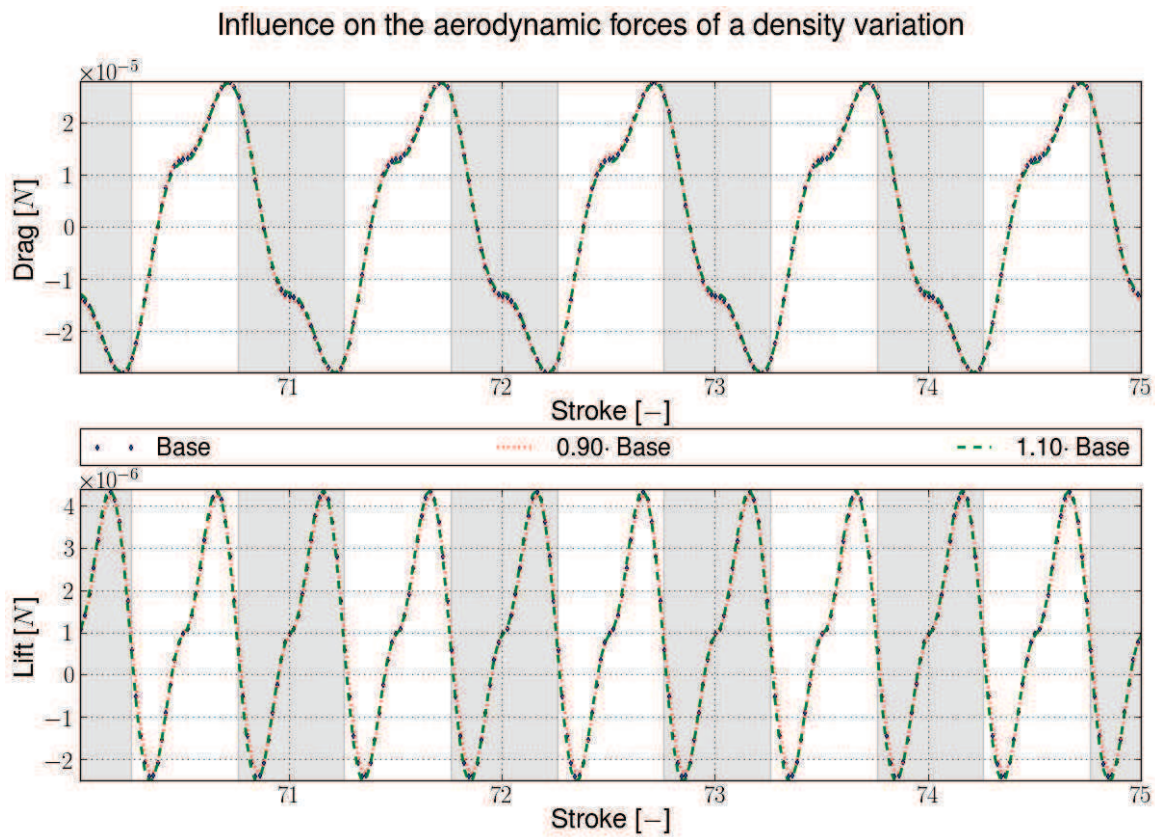 Influence on the aerodynamic forces of a density variation
×10⁻⁵
2
1
0
−1
−2
Drag [N]
71 72 73 74 75
Stroke [−]
Base 0.90· Base 1.10· Base
×10⁻⁶
4
3
2
1
0
−1
−2
Lift [N]
71 72 73 74 75
Stroke [−]